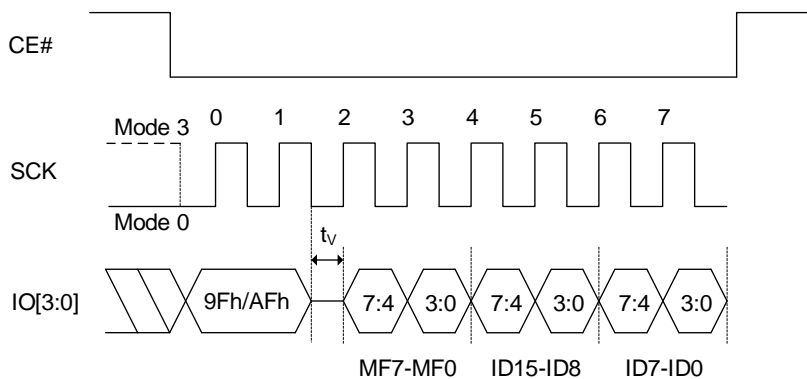 CE#
Mode 3 0 1 2 3 4 5 6 7
SCK
Mode 0
tV
IO[3:0] 9Fh/AFh 7:4 3:0 7:4 3:0 7:4 3:0
MF7-MF0 ID15-ID8 ID7-ID0